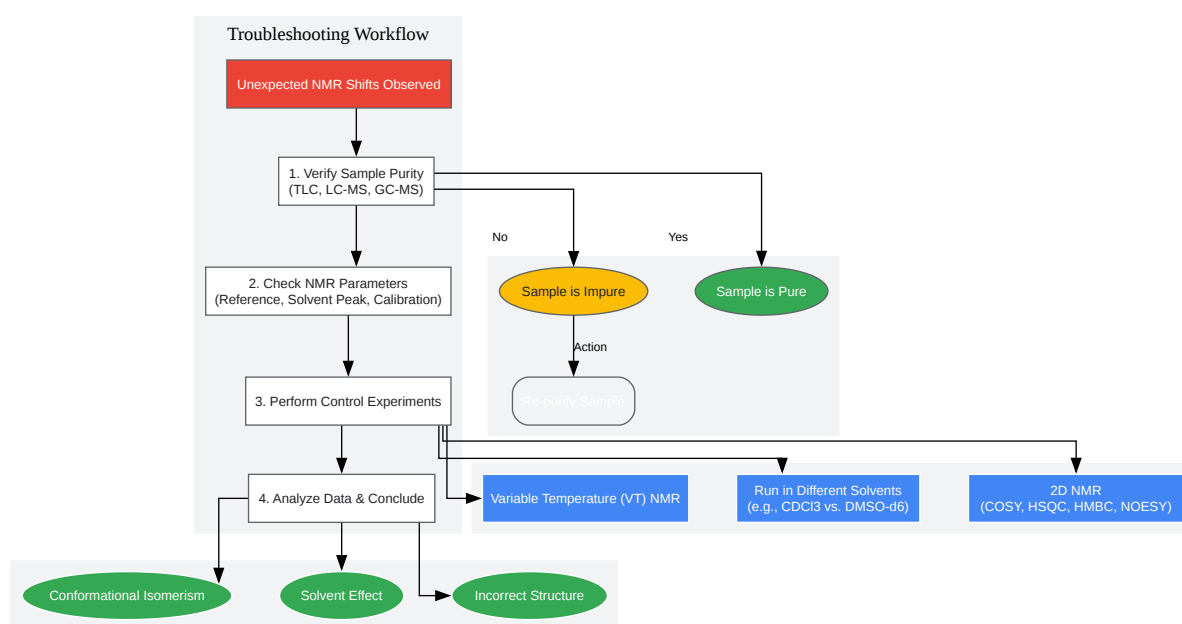 Troubleshooting Workflow
Unexpected NMR Shifts Observed
1. Verify Sample Purity
(TLC, LC-MS, GC-MS)
No
Yes
2. Check NMR Parameters
(Reference, Solvent Peak, Calibration)
Sample is Impure
Sample is Pure
Action
3. Perform Control Experiments
Re-purify Sample
4. Analyze Data & Conclude
Variable Temperature (VT) NMR
Run in Different Solvents
(e.g., CDCl3 vs. DMSO-d6)
2D NMR
(COSY, HSQC, HMBC, NOESY)
Conformational Isomerism
Solvent Effect
Incorrect Structure